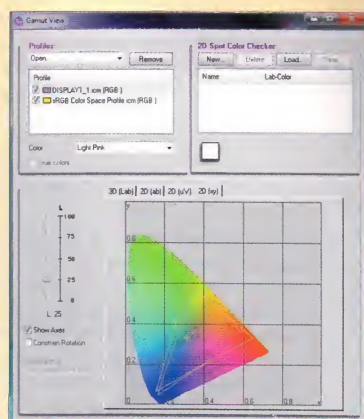 Gamut View
Profiles
Open...
Remove
Profile
DISPLAY1_1.icm (RGB )
sRGB Color Space Profile.icm (RGB )
Color
Light Pink
True colors
2D Spot Color Checker
New...
Delete
Load...
Name
Lab-Color
L
100
75
50
25
0
L 25
Show Axes
Constrain Rotation
3D (Lab)
2D (ab)
2D (u'v')
2D (xy)
y
0.8
0.6
0.4
0.2
0.2
0.4
0.6
0.8
x